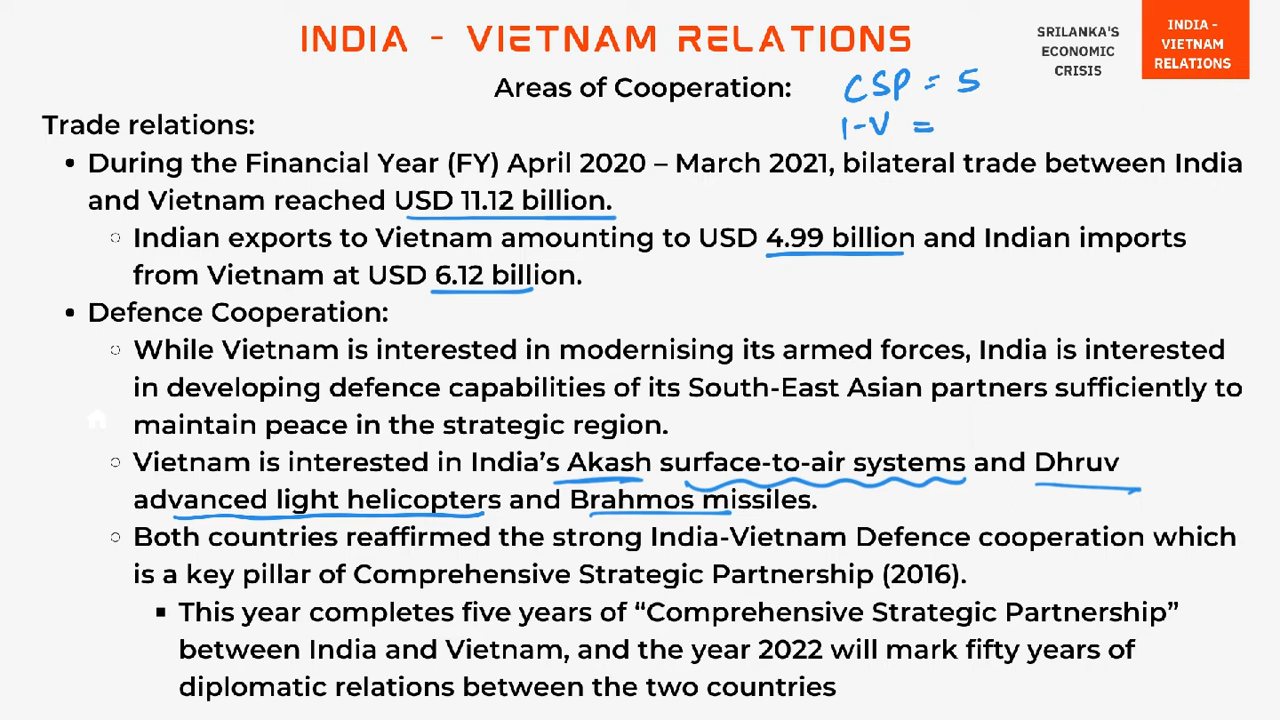 INDIA - VIETNAM RELATIONS
SRILANKA'S
ECONOMIC
CRISIS
INDIA -
VIETNAM
RELATIONS
Areas of Cooperation:
CSP = 5
I-V =
Trade relations:
• During the Financial Year (FY) April 2020 – March 2021, bilateral trade between India
and Vietnam reached USD 11.12 billion.
○ Indian exports to Vietnam amounting to USD 4.99 billion and Indian imports
from Vietnam at USD 6.12 billion.
• Defence Cooperation:
○ While Vietnam is interested in modernising its armed forces, India is interested
in developing defence capabilities of its South-East Asian partners sufficiently to
maintain peace in the strategic region.
○ Vietnam is interested in India's Akash surface-to-air systems and Dhruv
advanced light helicopters and Brahmos missiles.
○ Both countries reaffirmed the strong India-Vietnam Defence cooperation which
is a key pillar of Comprehensive Strategic Partnership (2016).
▪ This year completes five years of “Comprehensive Strategic Partnership”
between India and Vietnam, and the year 2022 will mark fifty years of
diplomatic relations between the two countries